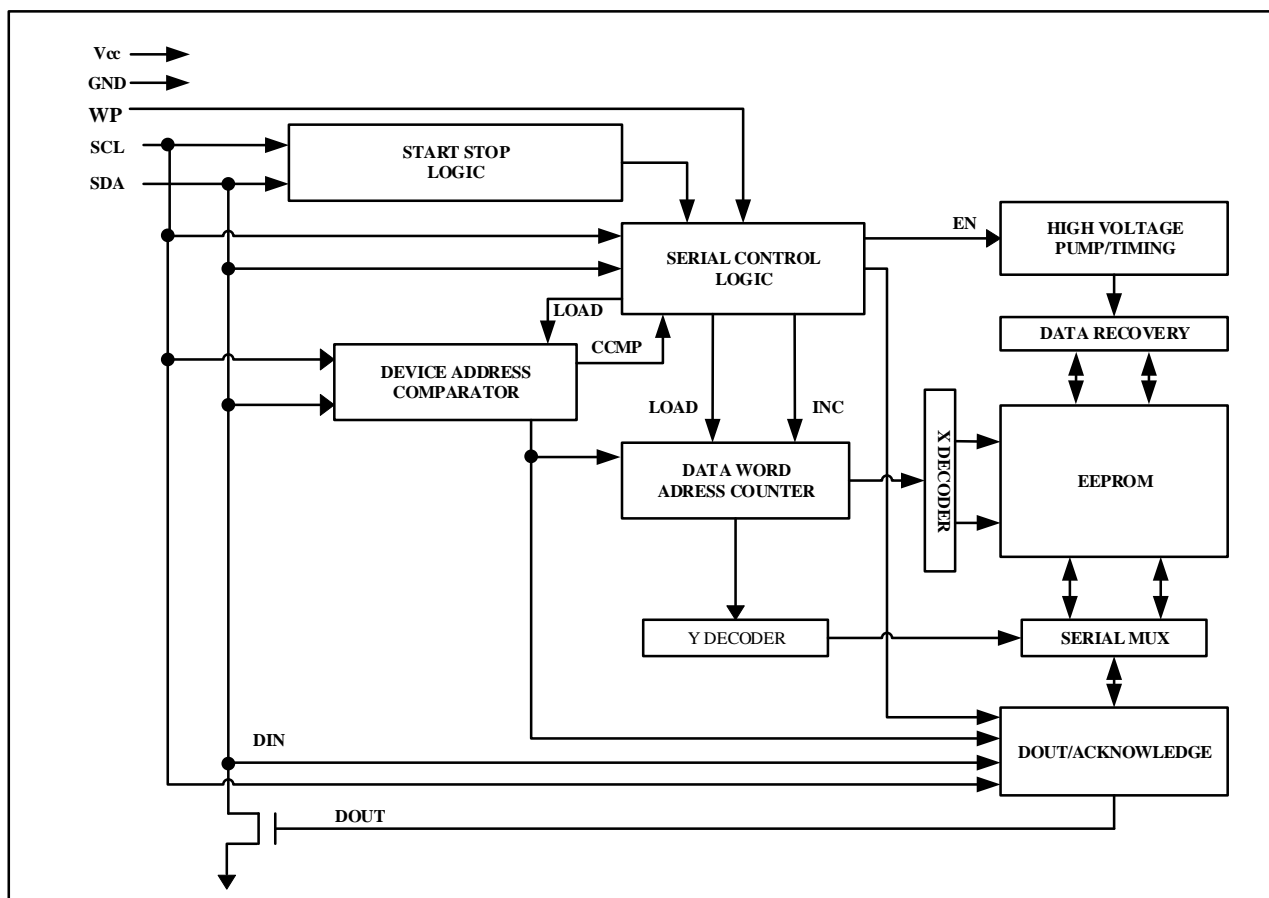 Vcc
GND
WP
SCL
SDA
START STOP
LOGIC
SERIAL CONTROL
LOGIC
EN
HIGH VOLTAGE
PUMP/TIMING
LOAD
CCMP
DATA RECOVERY
DEVICE ADDRESS
COMPARATOR
LOAD
INC
X DECODER
DATA WORD
ADRESS COUNTER
EEPROM
Y DECODER
SERIAL MUX
DIN
DOUT/ACKNOWLEDGE
DOUT